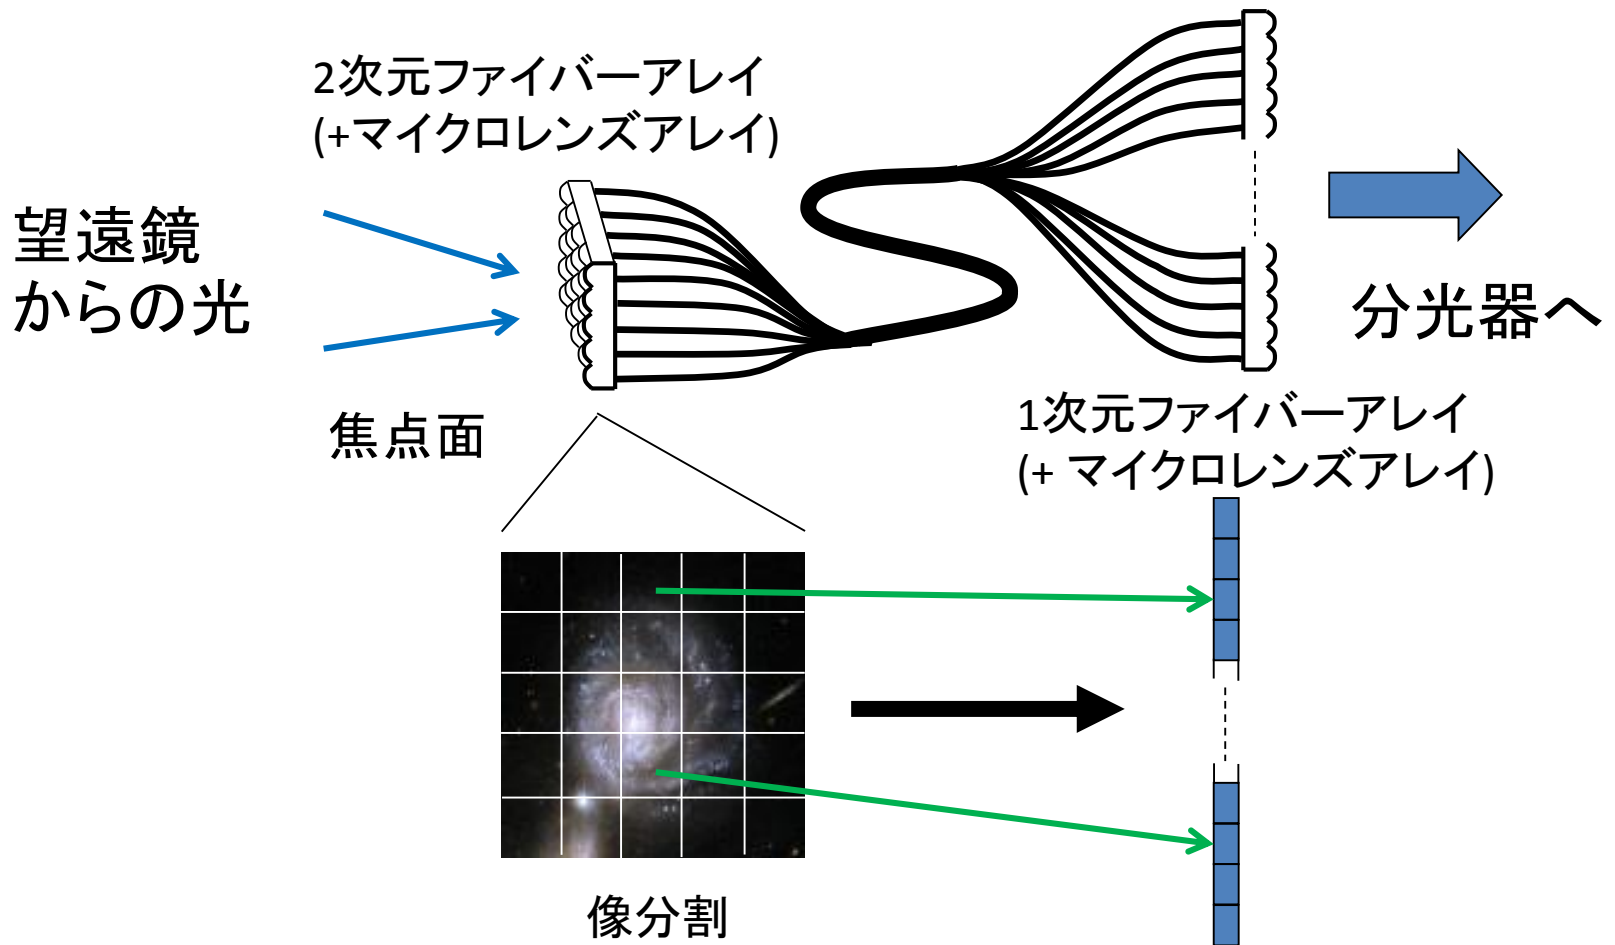 2次元ファイバーアレイ
(+マイクロレンズアレイ)
望遠鏡
からの光
焦点面
分光器へ
1次元ファイバーアレイ
(+ マイクロレンズアレイ)
像分割